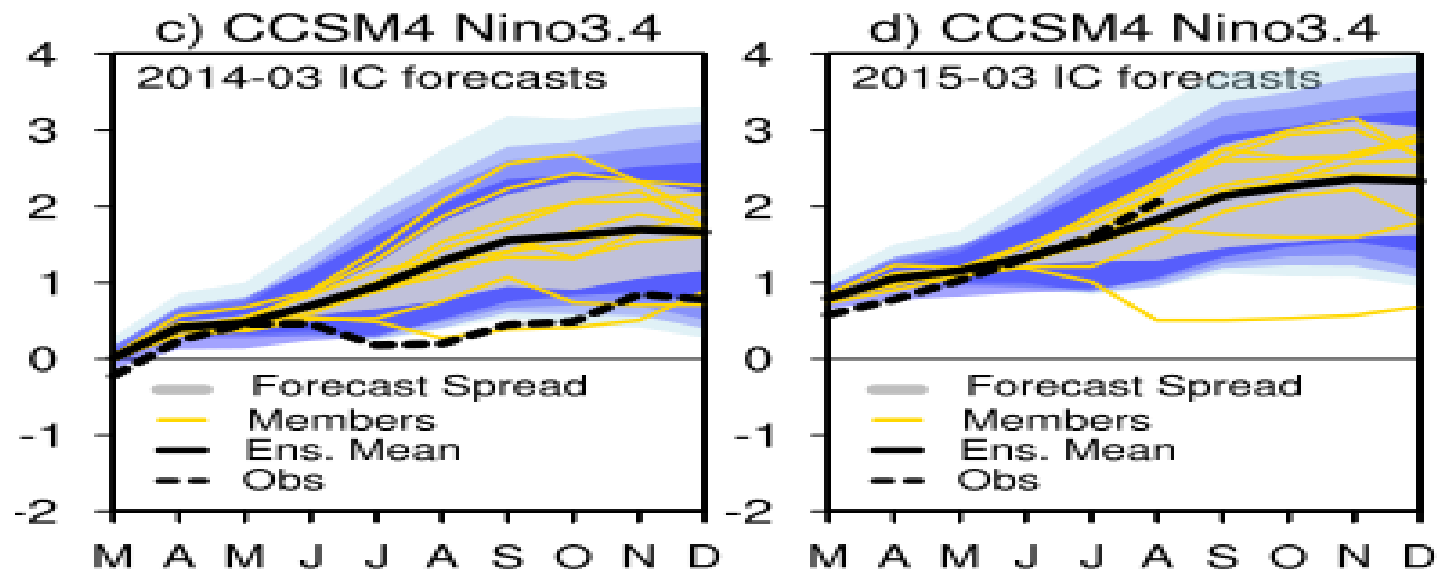 c) CCSM4 Nino3.4
4
2014-03 IC forecasts
3
2
1
0
Forecast Spread
Members
-1
Ens. Mean
Obs
-2
M A M J J A S O N D
d) CCSM4 Nino3.4
4
2015-03 IC forecasts
3
2
1
0
Forecast Spread
Members
-1
Ens. Mean
Obs
-2
M A M J J A S O N D